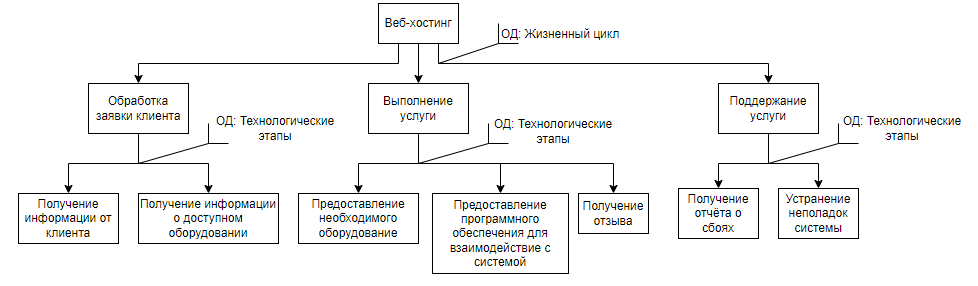 Веб-хостинг
ОД: Жизненный цикл
Обработка
заявки клиента
Выполнение
услуги
Поддержание
услуги
ОД: Технологические
этапы
ОД: Технологические
этапы
ОД: Технологические
этапы
Получение
информации от
клиента
Получение информации
о доступном
оборудовании
Предоставление
необходимого
оборудование
Предоставление
программного
обеспечения для
взаимодействие с
системой
Получение
отзыва
Получение
отчёта о
сбоях
Устранение
неполадок
системы